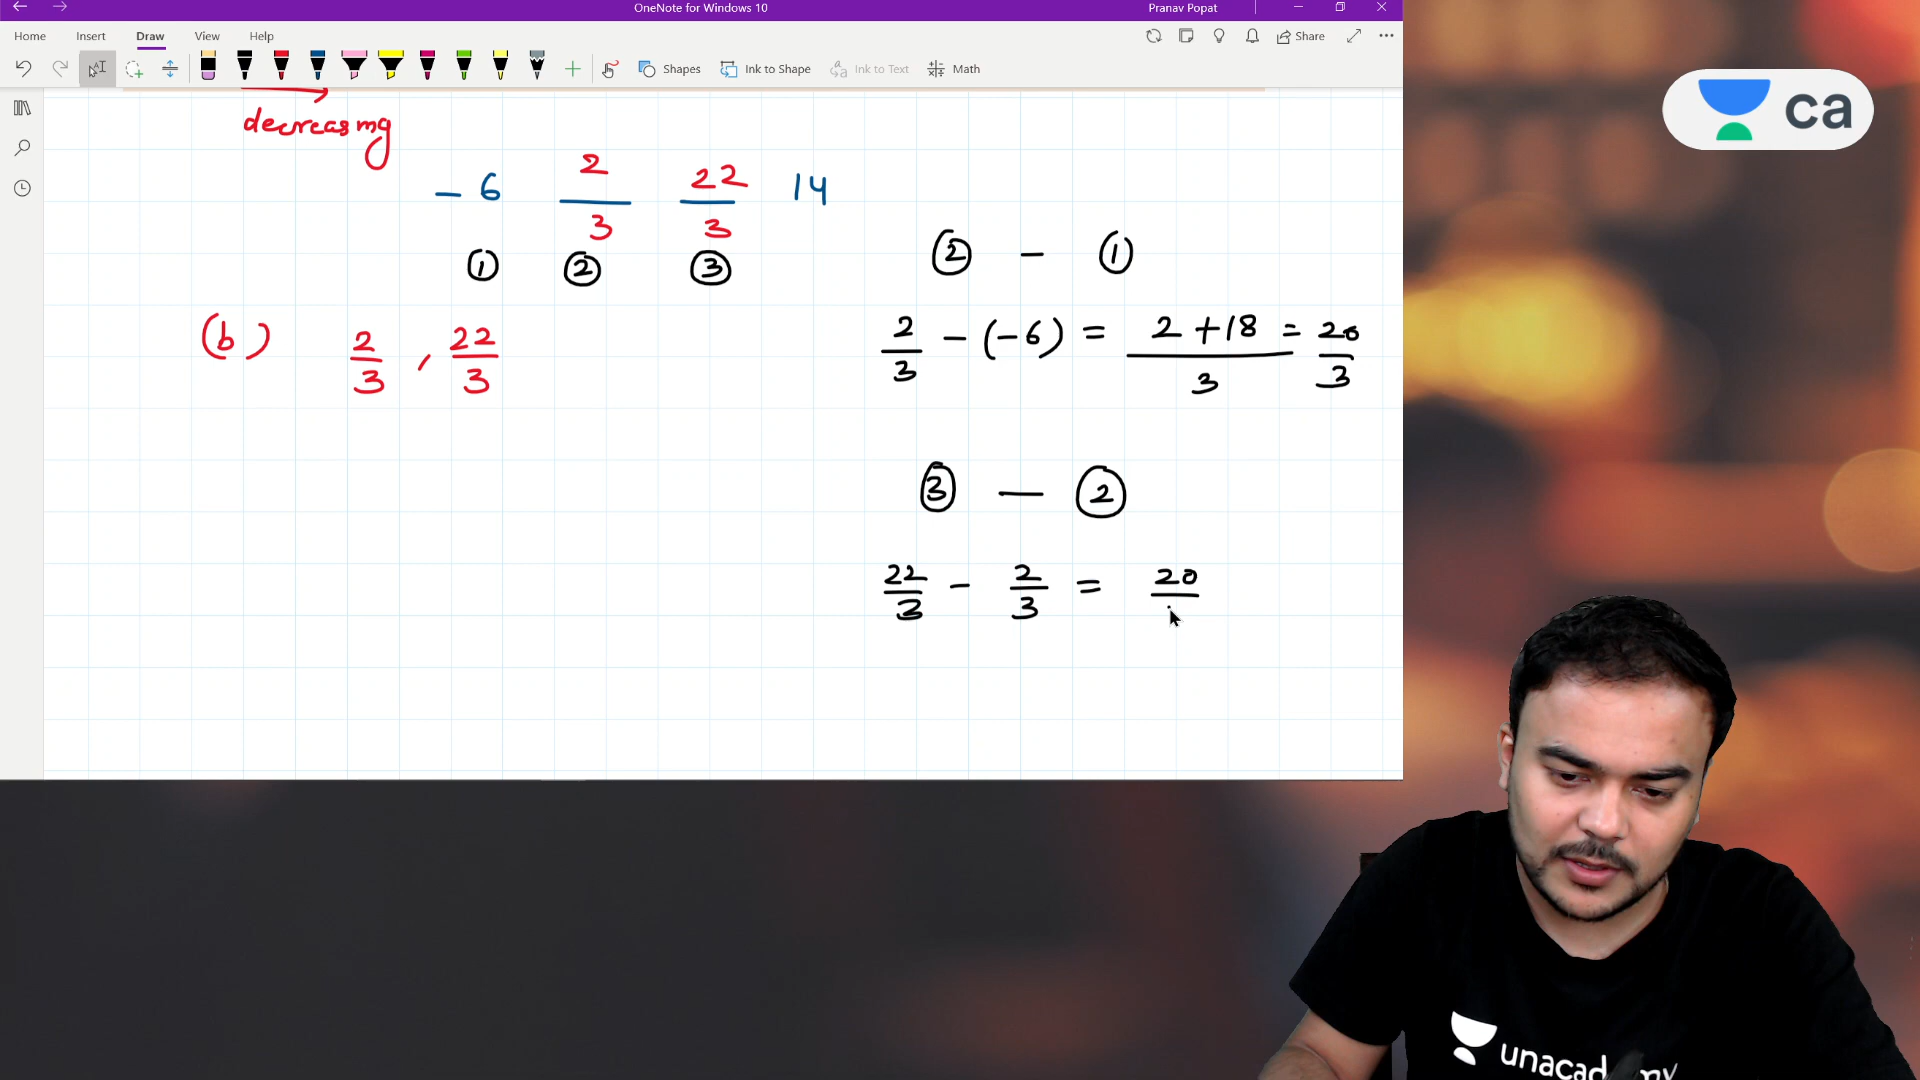 OneNote for Windows 10
Pranav Popat
Home Insert Draw View Help
Share
Shapes Ink to Shape Ink to Text Math
ca
decreasing
- 6 2/3 22/3 14
① ② ③
② - ①
(b) 2/3 , 22/3
2/3 - (-6) = 2+18/3 = 20/3
③ - ②
22/3 - 2/3 = 20
unacademy